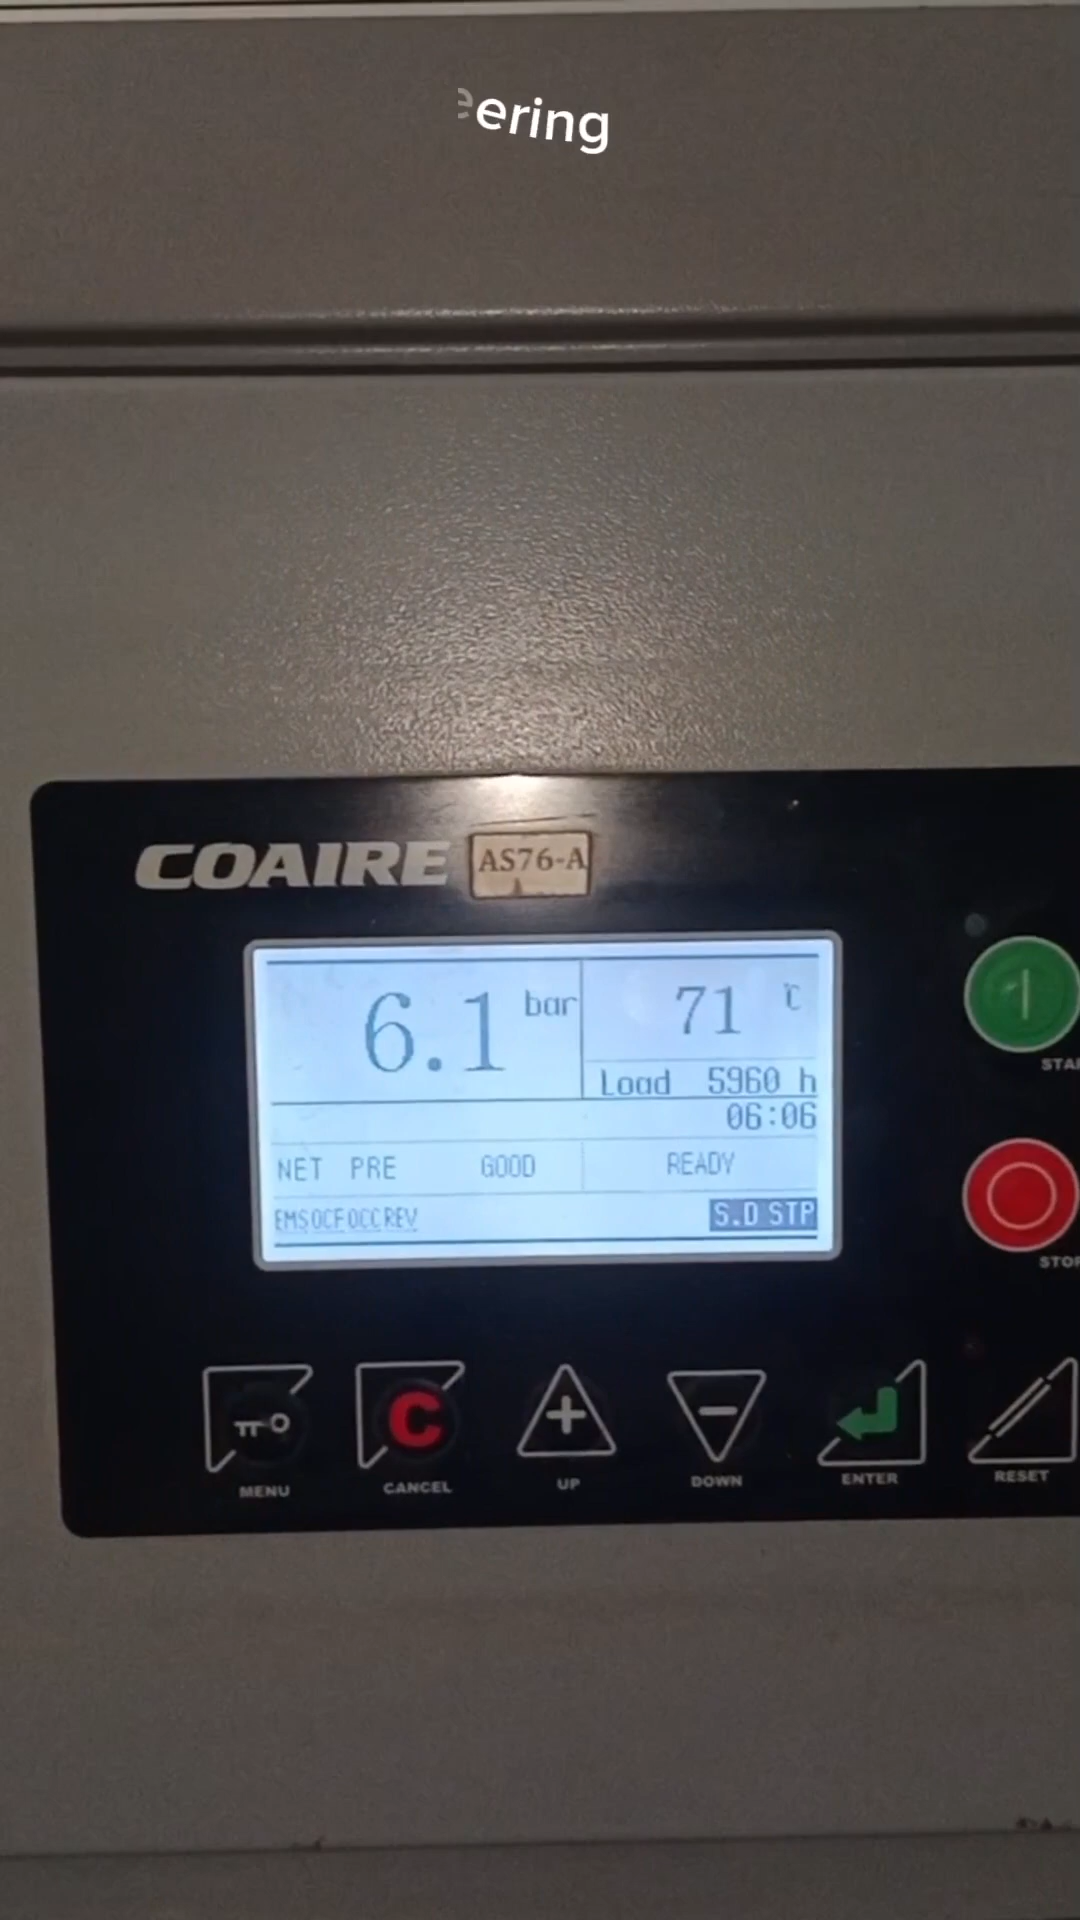 ering
COAIRE AS76-A
6.1 bar
71 ℃
Load 5960 h
06:06
NET PRE GOOD READY
EMS OCF OCC REV S.D STP
MENU CANCEL UP DOWN ENTER RESET